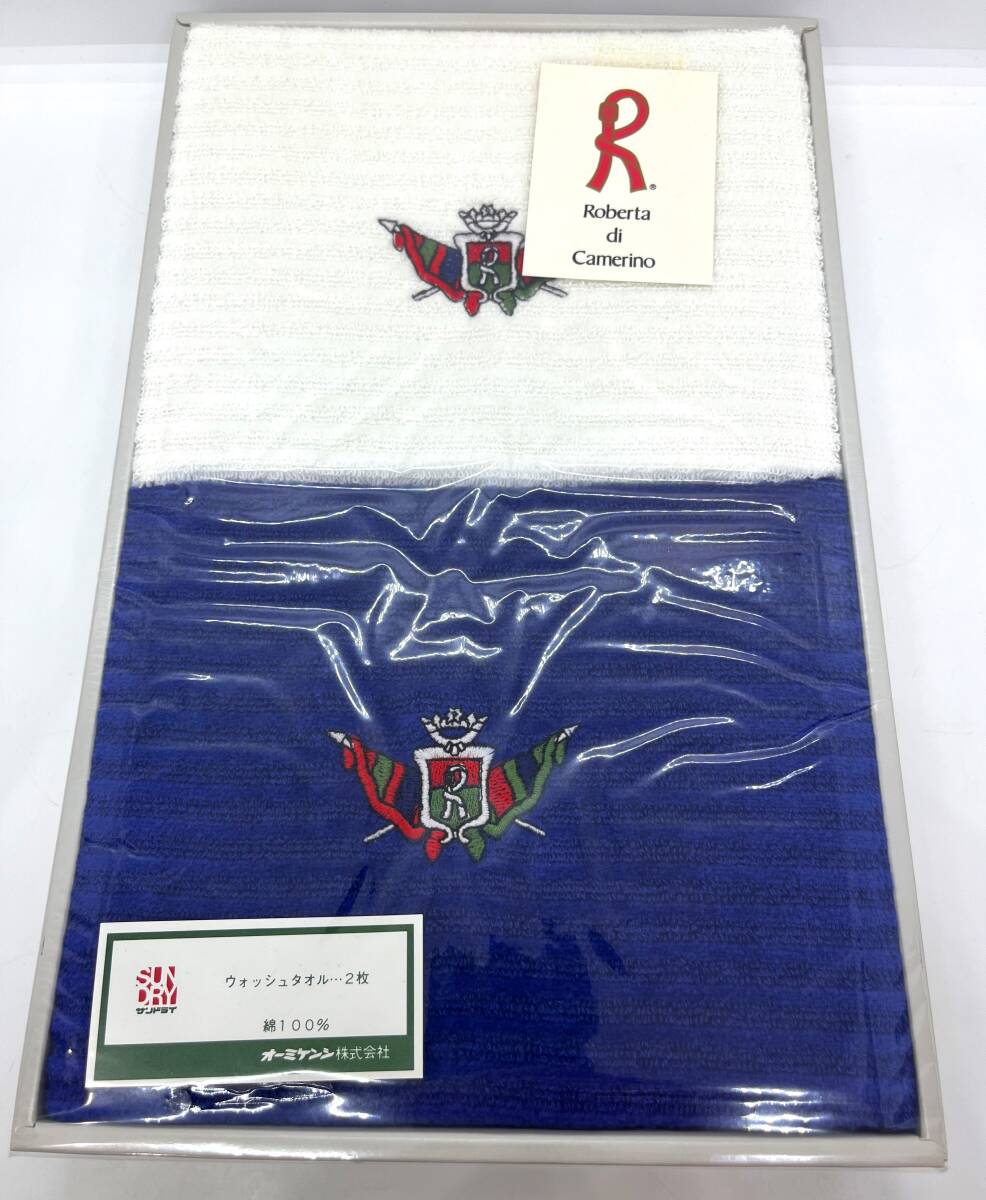 R®
Roberta
di
Camerino
R
R
SUN
DRY
サンドライ
ウォッシュタオル…2枚
綿100%
オーミケンシ株式会社